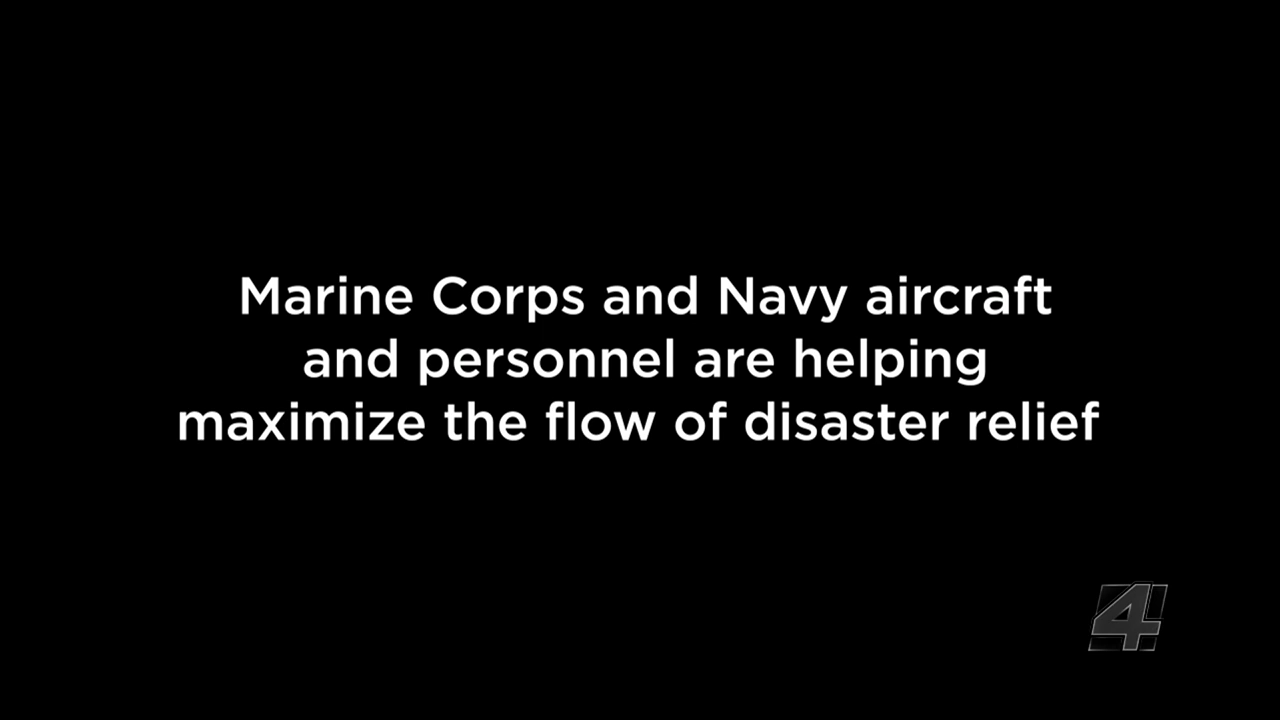 Marine Corps and Navy aircraft
and personnel are helping
maximize the flow of disaster relief
4